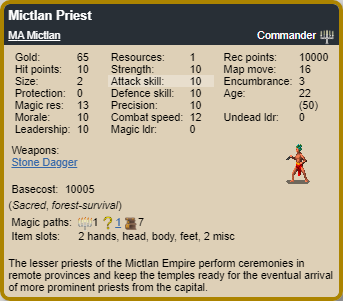 Mictlan Priest
MA Mictlan Commander
Gold: 65 Resources: 1 Rec points: 10000
Hit points: 10 Strength: 10 Map move: 16
Size: 2 Attack skill: 10 Encumbrance: 3
Protection: 0 Defence skill: 10 Age: 22
Magic res: 13 Precision: 10 (50)
Morale: 10 Combat speed: 12 Undead ldr: 0
Leadership: 10 Magic ldr: 0
Weapons:
Stone Dagger
Basecost: 10005
(Sacred, forest-survival)
Magic paths: 1 ? 1 7
Item slots: 2 hands, head, body, feet, 2 misc
The lesser priests of the Mictlan Empire perform ceremonies in
remote provinces and keep the temples ready for the eventual arrival
of more prominent priests from the capital.